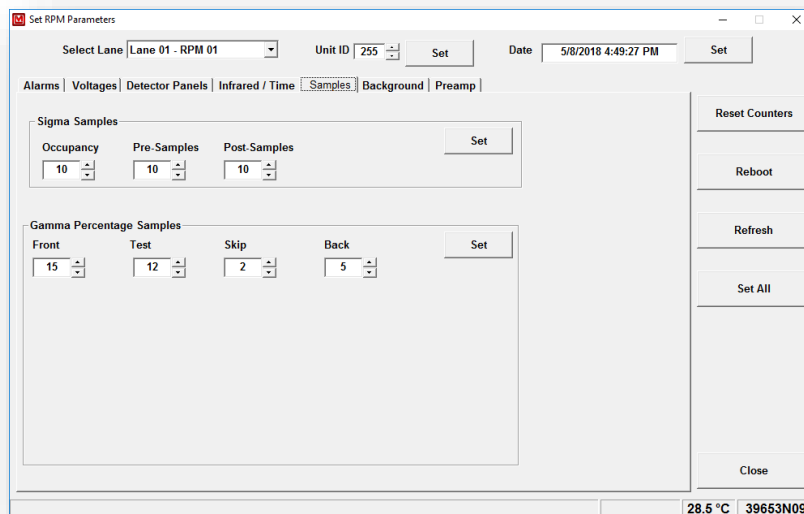 Set RPM Parameters
Select Lane Lane 01 - RPM 01 Unit ID 255 Set Date 5/8/2018 4:49:27 PM Set
Alarms Voltages Detector Panels Infrared / Time Samples Background Preamp
Sigma Samples
Occupancy Pre-Samples Post-Samples
10 10 10
Set
Gamma Percentage Samples
Front Test Skip Back
15 12 2 5
Set
Reset Counters
Reboot
Refresh
Set All
Close
28.5 °C 39653N09